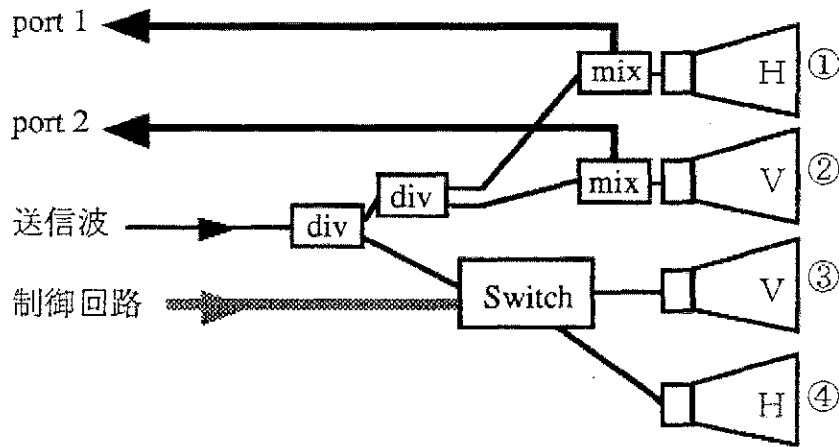 port 1
mix
H
①
port 2
div
mix
V
②
送信波
div
制御回路
Switch
V
③
H
④